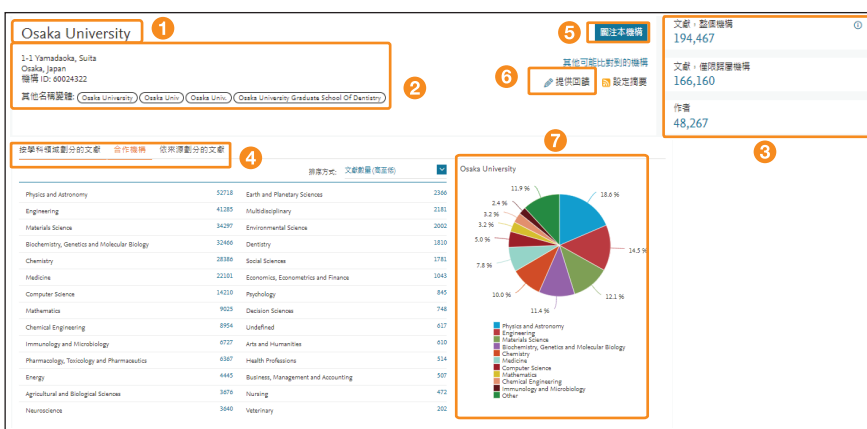 Osaka University
1
1-1 Yamadaoka, Suita
Osaka, Japan
機構 ID: 60024322
其他名稱變體: Osaka University Osaka Univ Osaka Univ. Osaka University Graduate School Of Dentistry
2
5 關注本機構
其他可能比對到的機構
6 提供回饋 設定摘要
文獻，整個機構
194,467
文獻，僅限歸屬機構
166,160
作者
48,267
3
按學科領域劃分的文獻 合作機構 依來源劃分的文獻
4
排序方式: 文獻數量(高至低)
Physics and Astronomy 52718 Earth and Planetary Sciences 2366
Engineering 41285 Multidisciplinary 2181
Materials Science 34297 Environmental Science 2002
Biochemistry, Genetics and Molecular Biology 32466 Dentistry 1810
Chemistry 28386 Social Sciences 1781
Medicine 22101 Economics, Econometrics and Finance 1043
Computer Science 14210 Psychology 845
Mathematics 9025 Decision Sciences 748
Chemical Engineering 8954 Undefined 617
Immunology and Microbiology 6727 Arts and Humanities 610
Pharmacology, Toxicology and Pharmaceutics 6367 Health Professions 514
Energy 4445 Business, Management and Accounting 507
Agricultural and Biological Sciences 3676 Nursing 472
Neuroscience 3640 Veterinary 202
7
Osaka University
11.9 %
18.6 %
2.4 %
3.2 %
3.2 %
5.0 %
14.5 %
7.8 %
10.0 %
12.1 %
11.4 %
Physics and Astronomy
Engineering
Materials Science
Biochemistry, Genetics and Molecular Biology
Chemistry
Medicine
Computer Science
Mathematics
Chemical Engineering
Immunology and Microbiology
Other